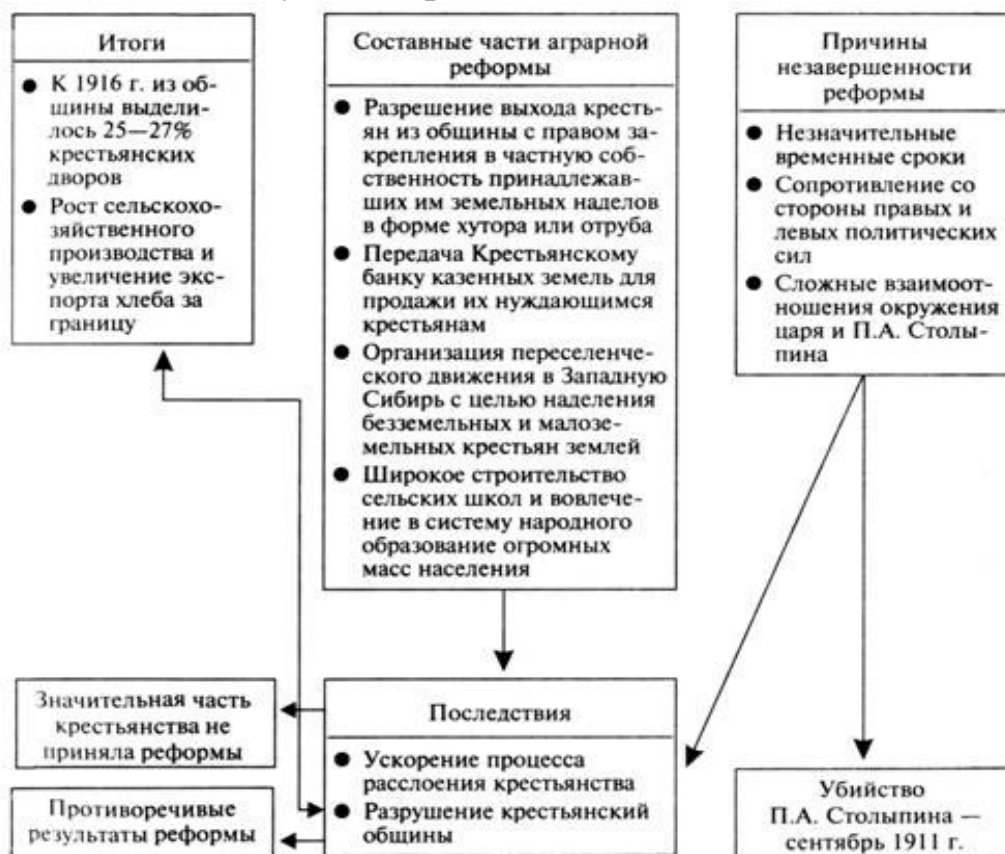 Итоги
● К 1916 г. из об-
щины выдели-
лось 25—27%
крестьянских
дворов
● Рост сельскохо-
зяйственного
производства и
увеличение экс-
порта хлеба за
границу
Составные части аграрной
реформы
● Разрешение выхода кресть-
ян из общины с правом за-
крепления в частную соб-
ственность принадлежав-
ших им земельных наделов
в форме хутора или отруба
● Передача Крестьянскому
банку казенных земель для
продажи их нуждающимся
крестьянам
● Организация переселенче-
ского движения в Западную
Сибирь с целью наделения
безземельных и малозе-
мельных крестьян землей
● Широкое строительство
сельских школ и вовлече-
ние в систему народного
образование огромных
масс населения
Причины
незавершенности
реформы
● Незначительные
временные сроки
● Сопротивление со
стороны правых и
левых политических
сил
● Сложные взаимоот-
ношения окружения
царя и П.А. Столы-
пина
Значительная часть
крестьянства не
приняла реформы
Противоречивые
результаты реформы
Последствия
● Ускорение процесса
расслоения крестьянства
● Разрушение крестьянский
общины
Убийство
П.А. Столыпина —
сентябрь 1911 г.